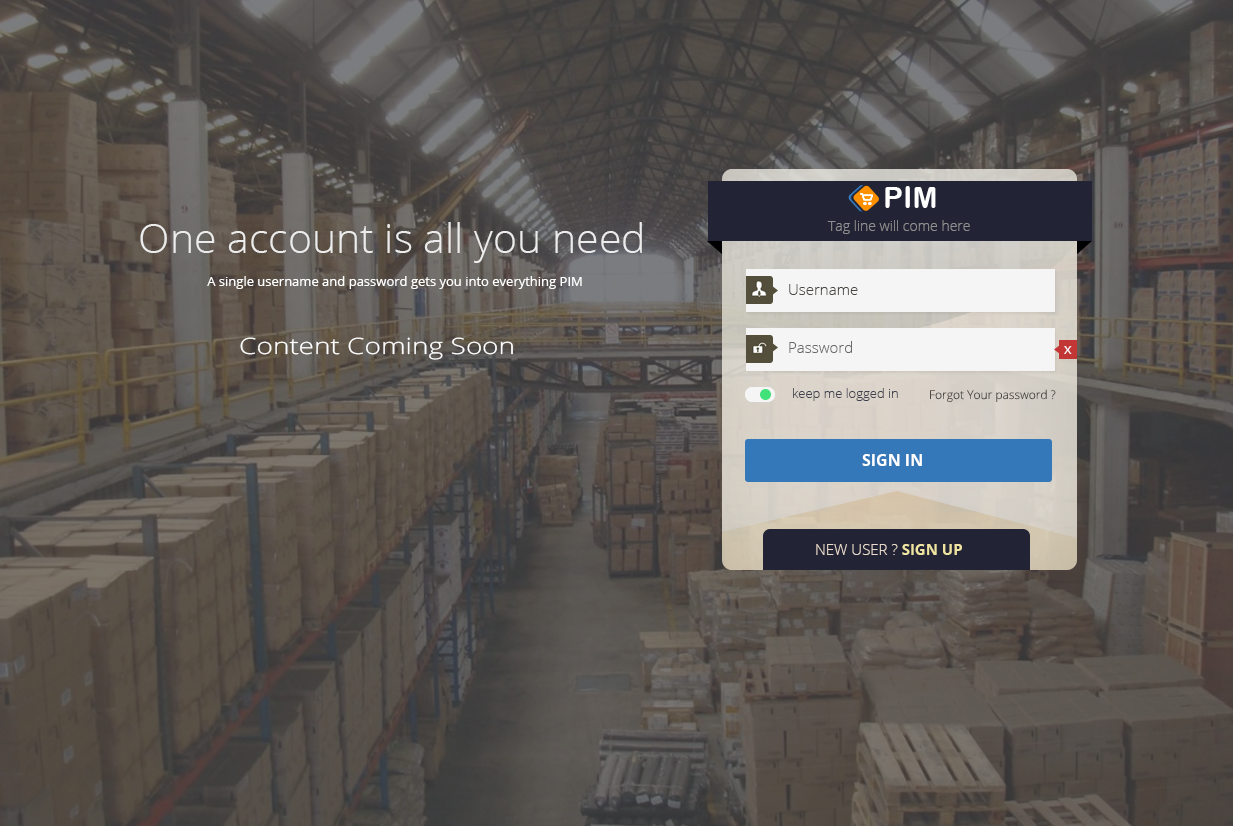 One account is all you need
A single username and password gets you into everything PIM
Content Coming Soon
PIM
Tag line will come here
Username
Password
x
keep me logged in
Forgot Your password ?
SIGN IN
NEW USER ? SIGN UP